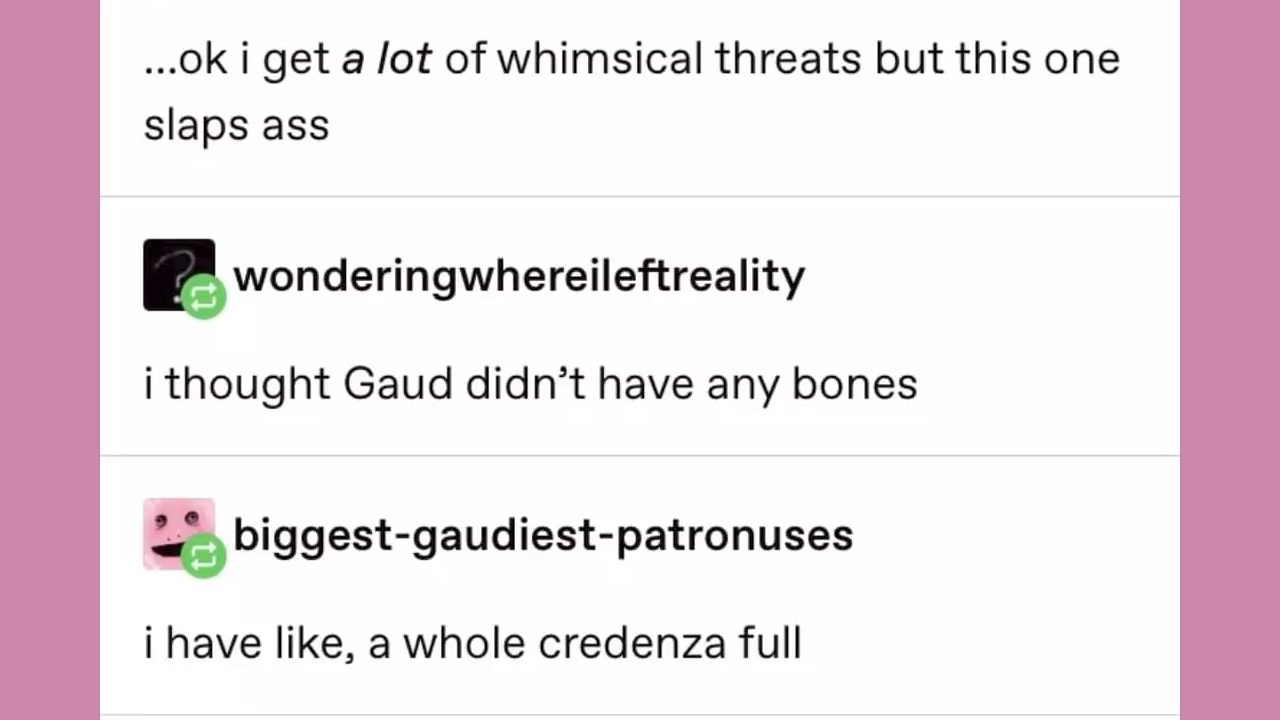 ...ok i get a lot of whimsical threats but this one
slaps ass
wonderingwhereileftreality
i thought Gaud didn’t have any bones
biggest-gaudiest-patronuses
i have like, a whole credenza full